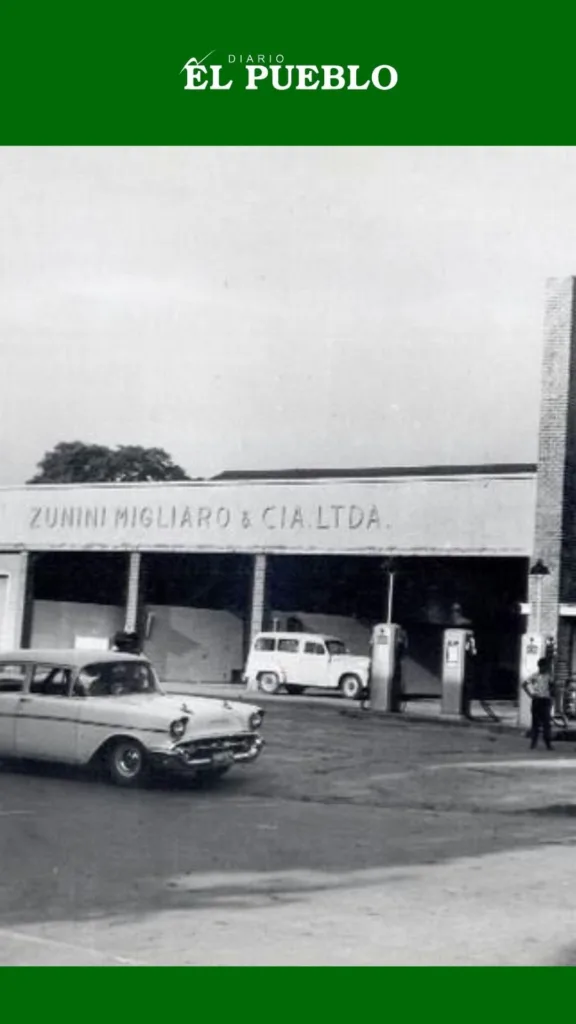 DIARIO
EL PUEBLO
ZUNINI MIGLIARO & CIA. LTDA.